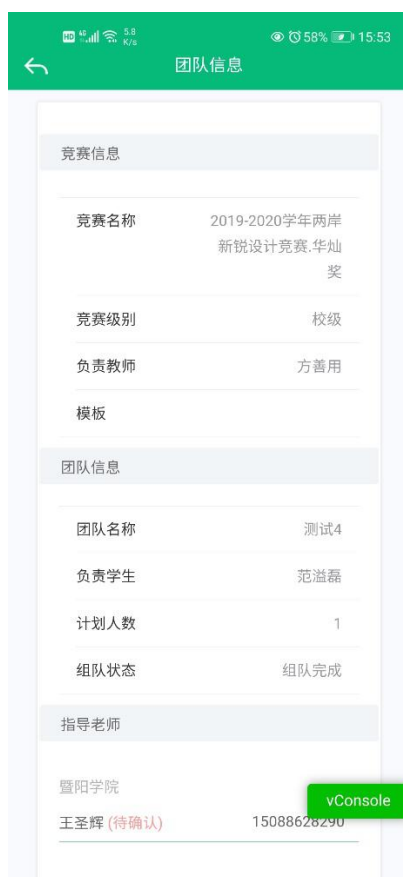 HD 4G 5.8 K/s 58% 15:53
团队信息
竞赛信息
竞赛名称 2019-2020学年两岸
新锐设计竞赛.华灿
奖
竞赛级别 校级
负责教师 方善用
模板
团队信息
团队名称 测试4
负责学生 范溢磊
计划人数 1
组队状态 组队完成
指导老师
暨阳学院
vConsole
王圣辉 (待确认) 15088628290